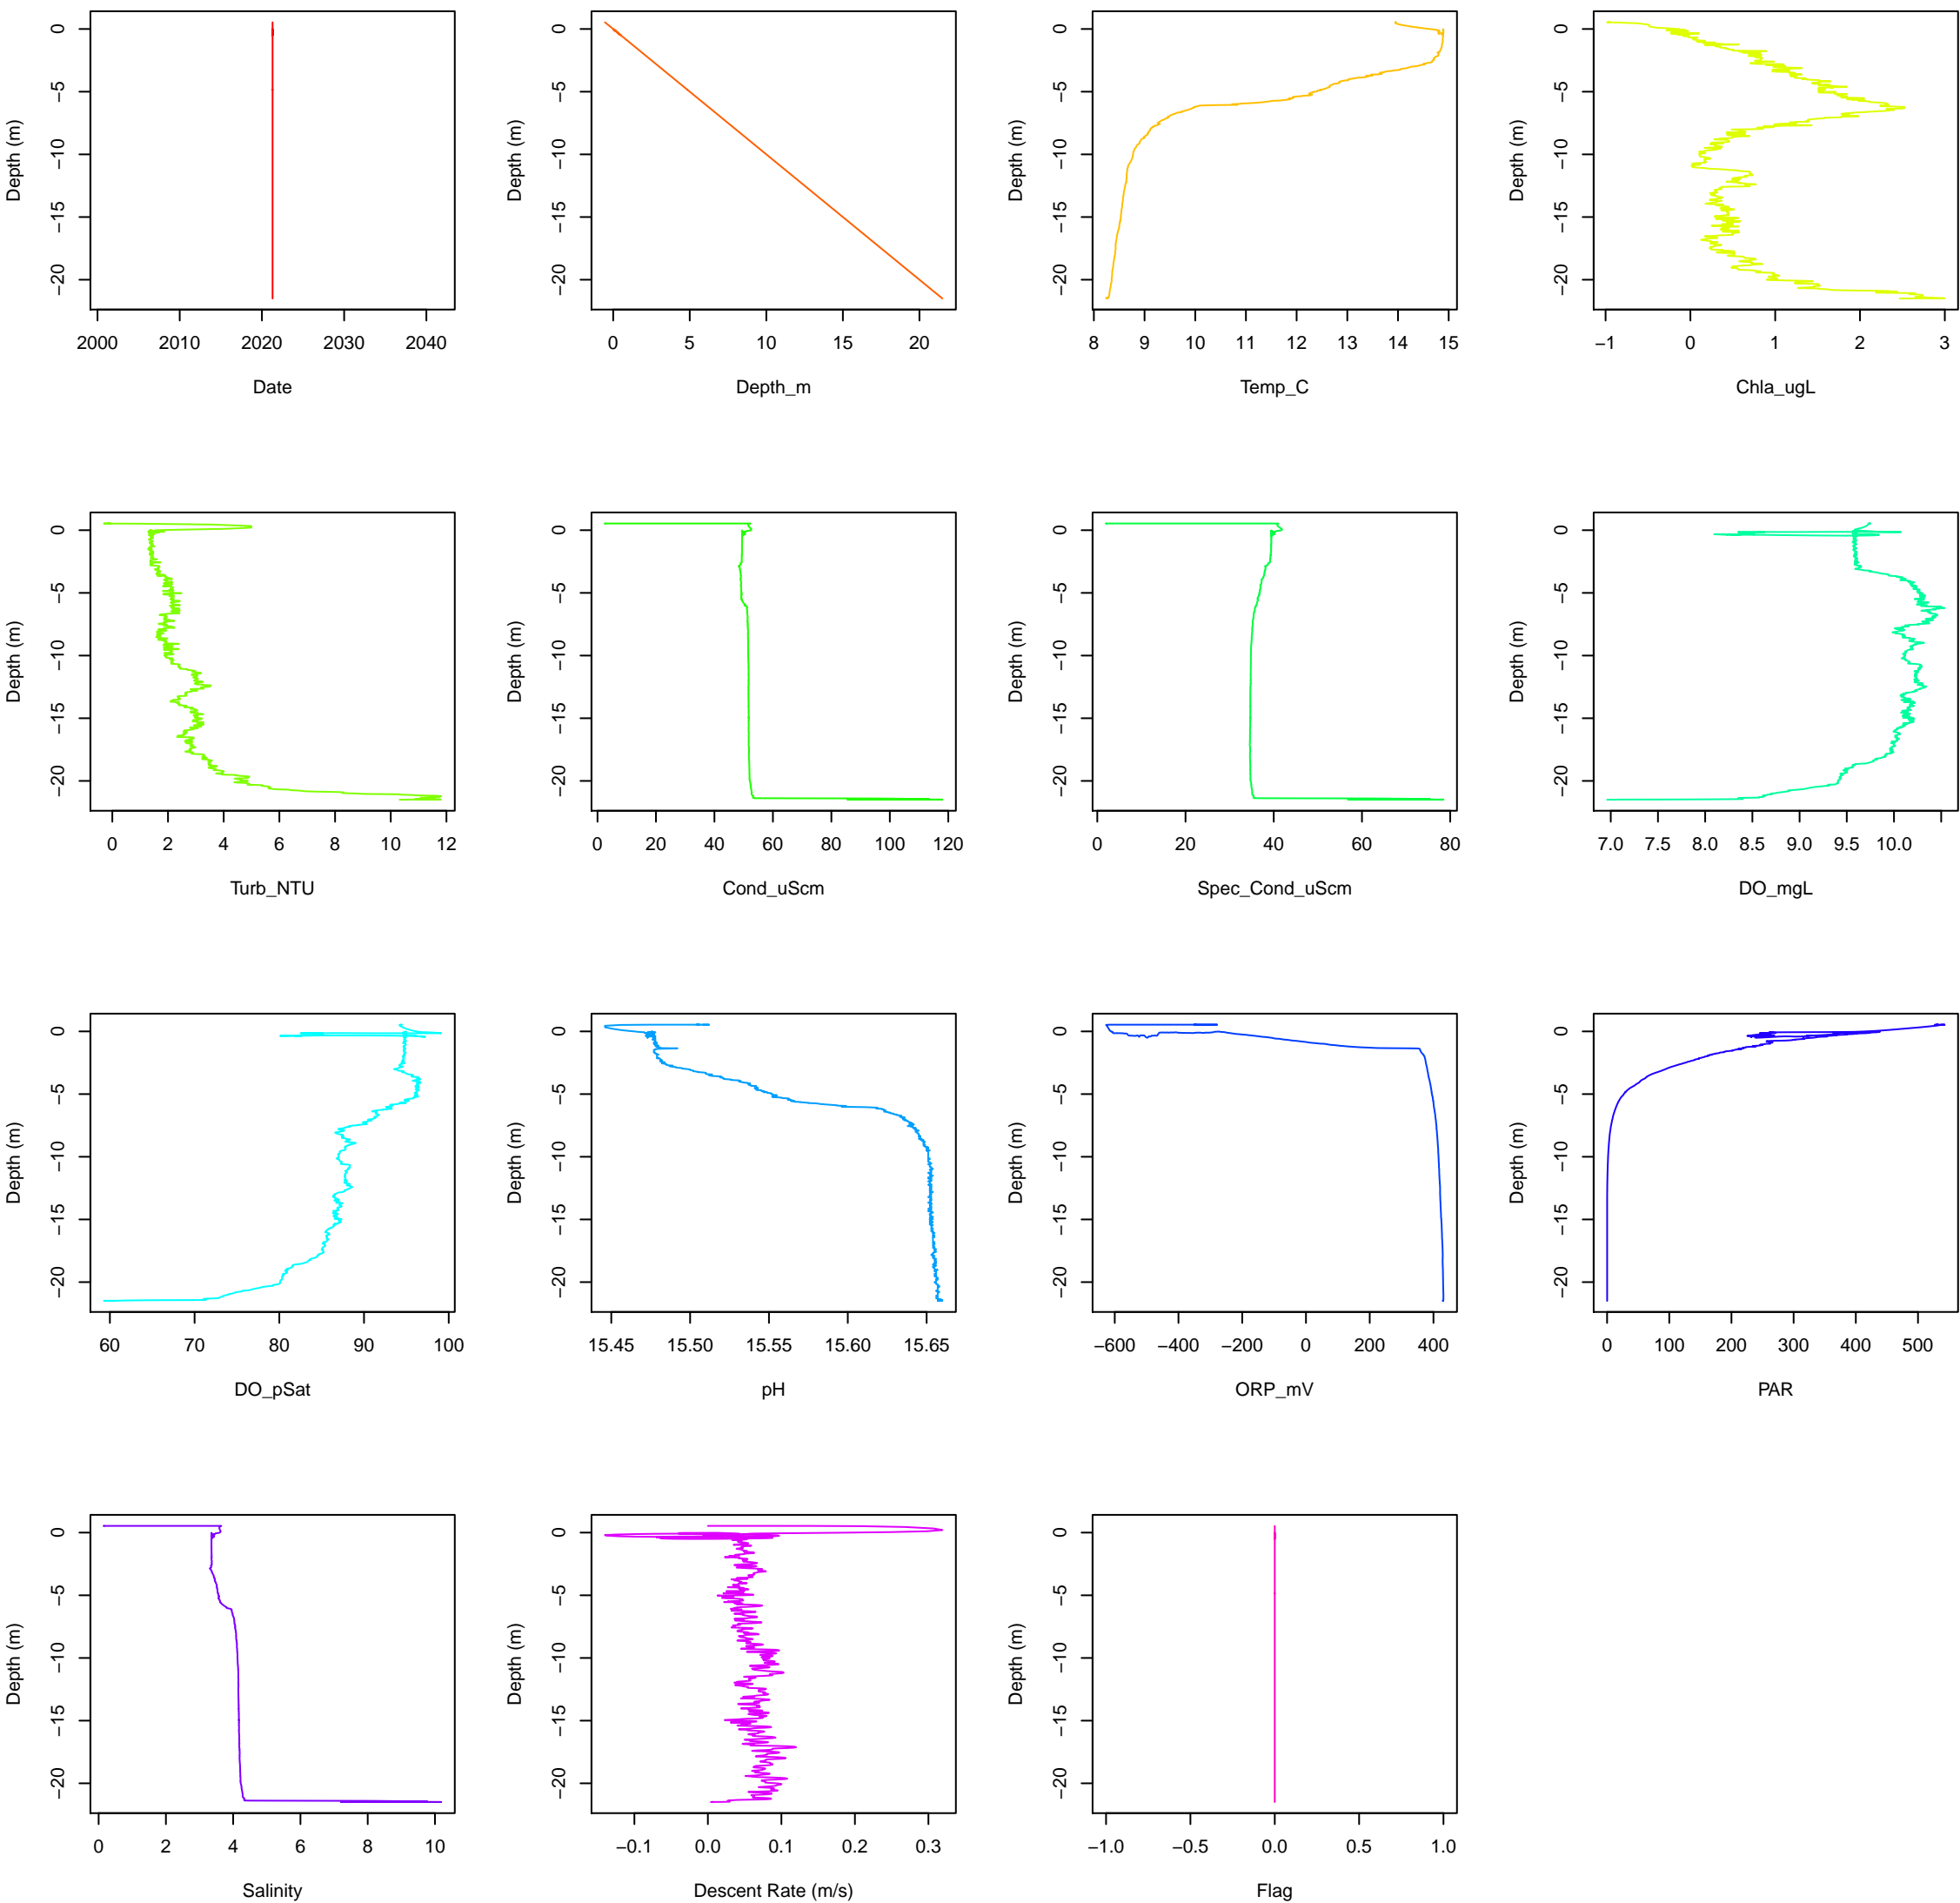 Depth (m)
0
−5
−10
−15
−20
2000 2010 2020 2030 2040
Date
Depth (m)
0
−5
−10
−15
−20
0 5 10 15 20
Depth_m
Depth (m)
0
−5
−10
−15
−20
8 9 10 11 12 13 14 15
Temp_C
Depth (m)
0
−5
−10
−15
−20
−1 0 1 2 3
Chla_ugL
Depth (m)
0
−5
−10
−15
−20
0 2 4 6 8 10 12
Turb_NTU
Depth (m)
0
−5
−10
−15
−20
0 20 40 60 80 100 120
Cond_uScm
Depth (m)
0
−5
−10
−15
−20
0 20 40 60 80
Spec_Cond_uScm
Depth (m)
0
−5
−10
−15
−20
7.0 7.5 8.0 8.5 9.0 9.5 10.0
DO_mgL
Depth (m)
0
−5
−10
−15
−20
60 70 80 90 100
DO_pSat
Depth (m)
0
−5
−10
−15
−20
15.45 15.50 15.55 15.60 15.65
pH
Depth (m)
0
−5
−10
−15
−20
−600 −400 −200 0 200 400
ORP_mV
Depth (m)
0
−5
−10
−15
−20
0 100 200 300 400 500
PAR
Depth (m)
0
−5
−10
−15
−20
0 2 4 6 8 10
Salinity
Depth (m)
0
−5
−10
−15
−20
−0.1 0.0 0.1 0.2 0.3
Descent Rate (m/s)
Depth (m)
0
−5
−10
−15
−20
−1.0 −0.5 0.0 0.5 1.0
Flag